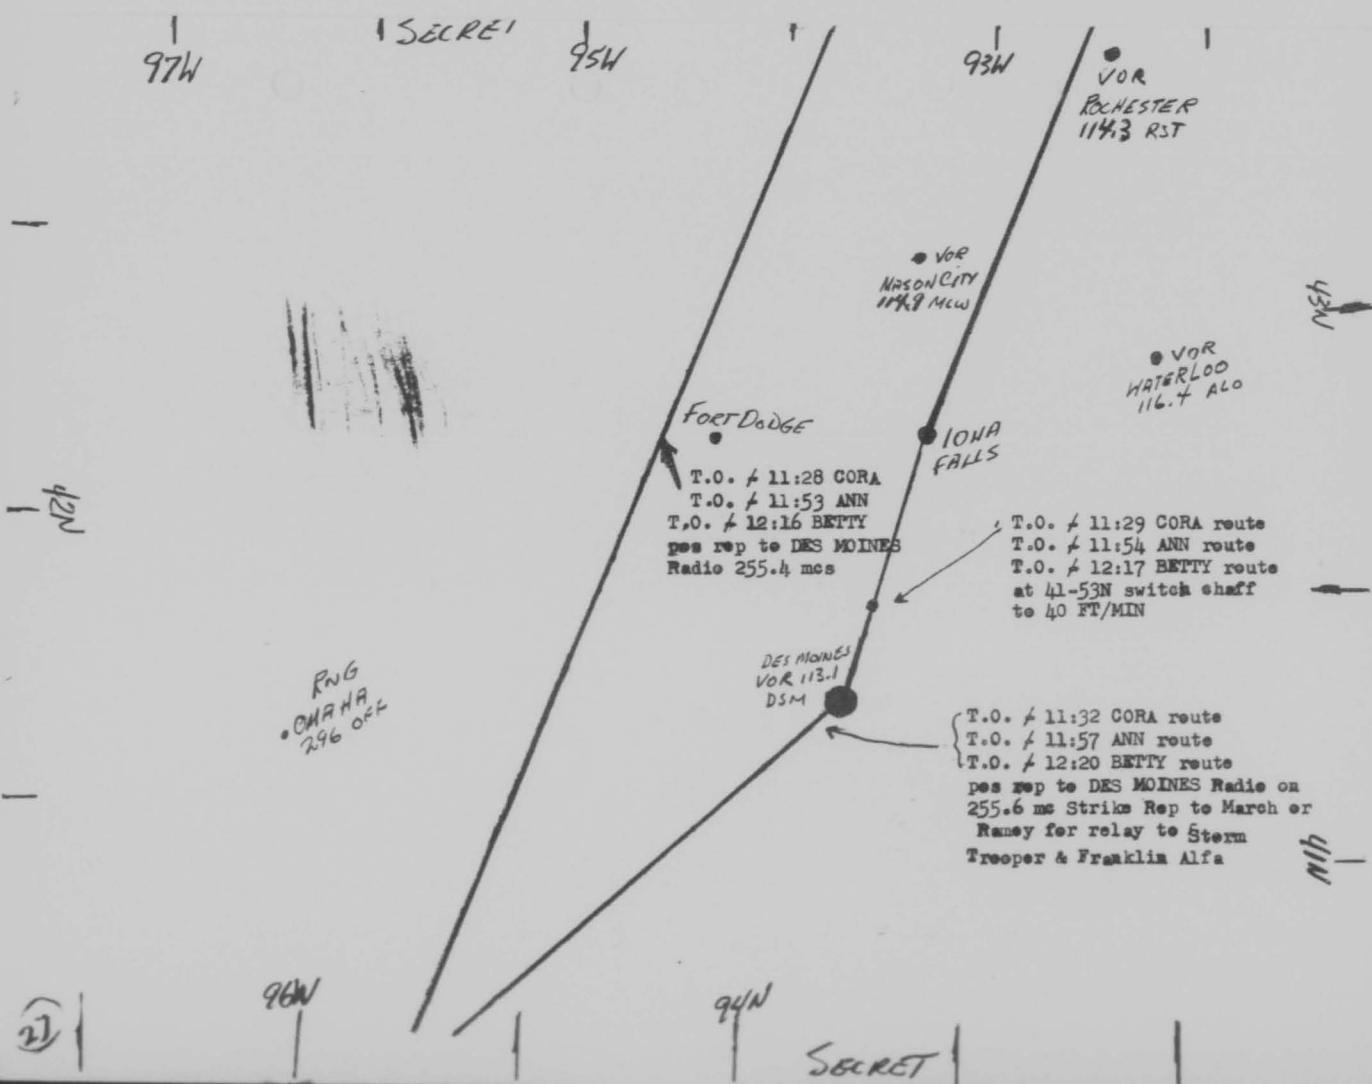 SECRET
97W
95W
93W
VOR
ROCHESTER
114.3 RST
VOR
MASON CITY
114.9 MCW
43N
VOR
WATERLOO
116.4 ALO
FORT DODGE
IOWA
FALLS
T.O. + 11:28 CORA
T.O. + 11:53 ANN
T.O. + 12:16 BETTY
pos rep to DES MOINES
Radio 255.4 mcs
42N
T.O. + 11:29 CORA route
T.O. + 11:54 ANN route
T.O. + 12:17 BETTY route
at 41-53N switch chaff
to 40 FT/MIN
DES MOINES
VOR 113.1
DSM
RNG
OMAHA
296 OFF
T.O. + 11:32 CORA route
T.O. + 11:57 ANN route
T.O. + 12:20 BETTY route
pos rep to DES MOINES Radio on
255.6 mc Strike Rep to March or
Ramey for relay to Storm
Trooper & Franklin Alfa
41N
96W
94W
27
SECRET